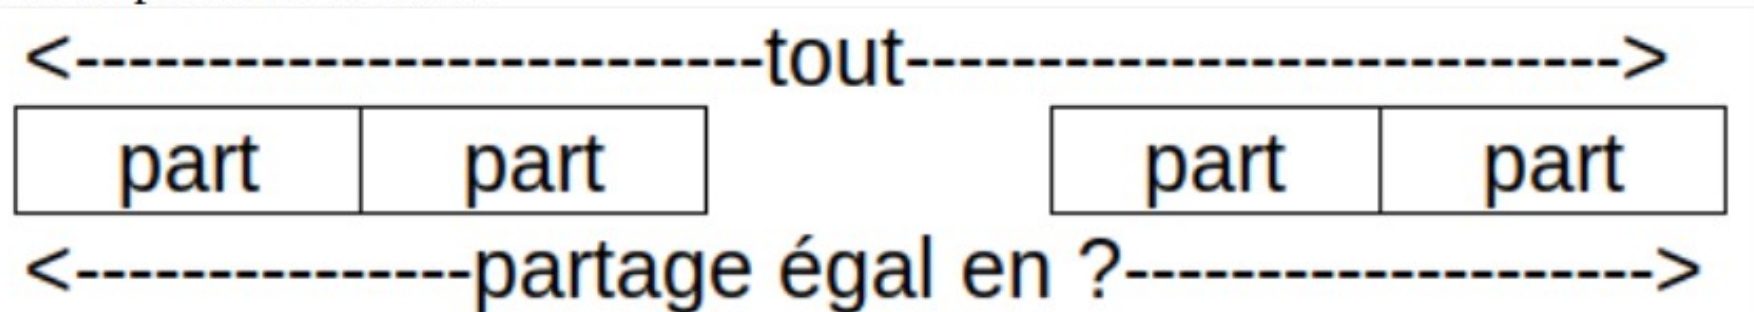 <--------------------------tout--------------------------->
part part part part
<---------------partage égal en ?-------------------->